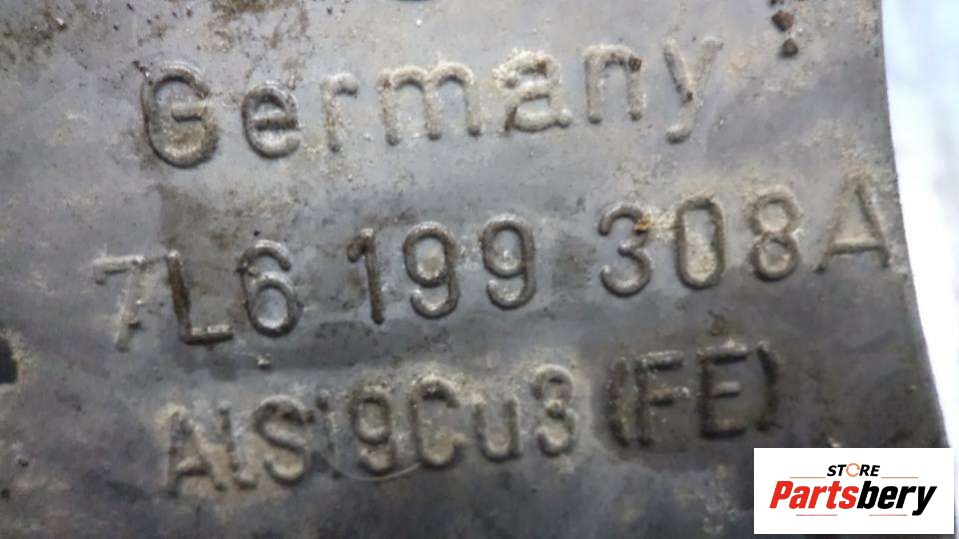 Germany
7L6 199 308A
AlSi9Cu3(FE)
STORE
Partsbery